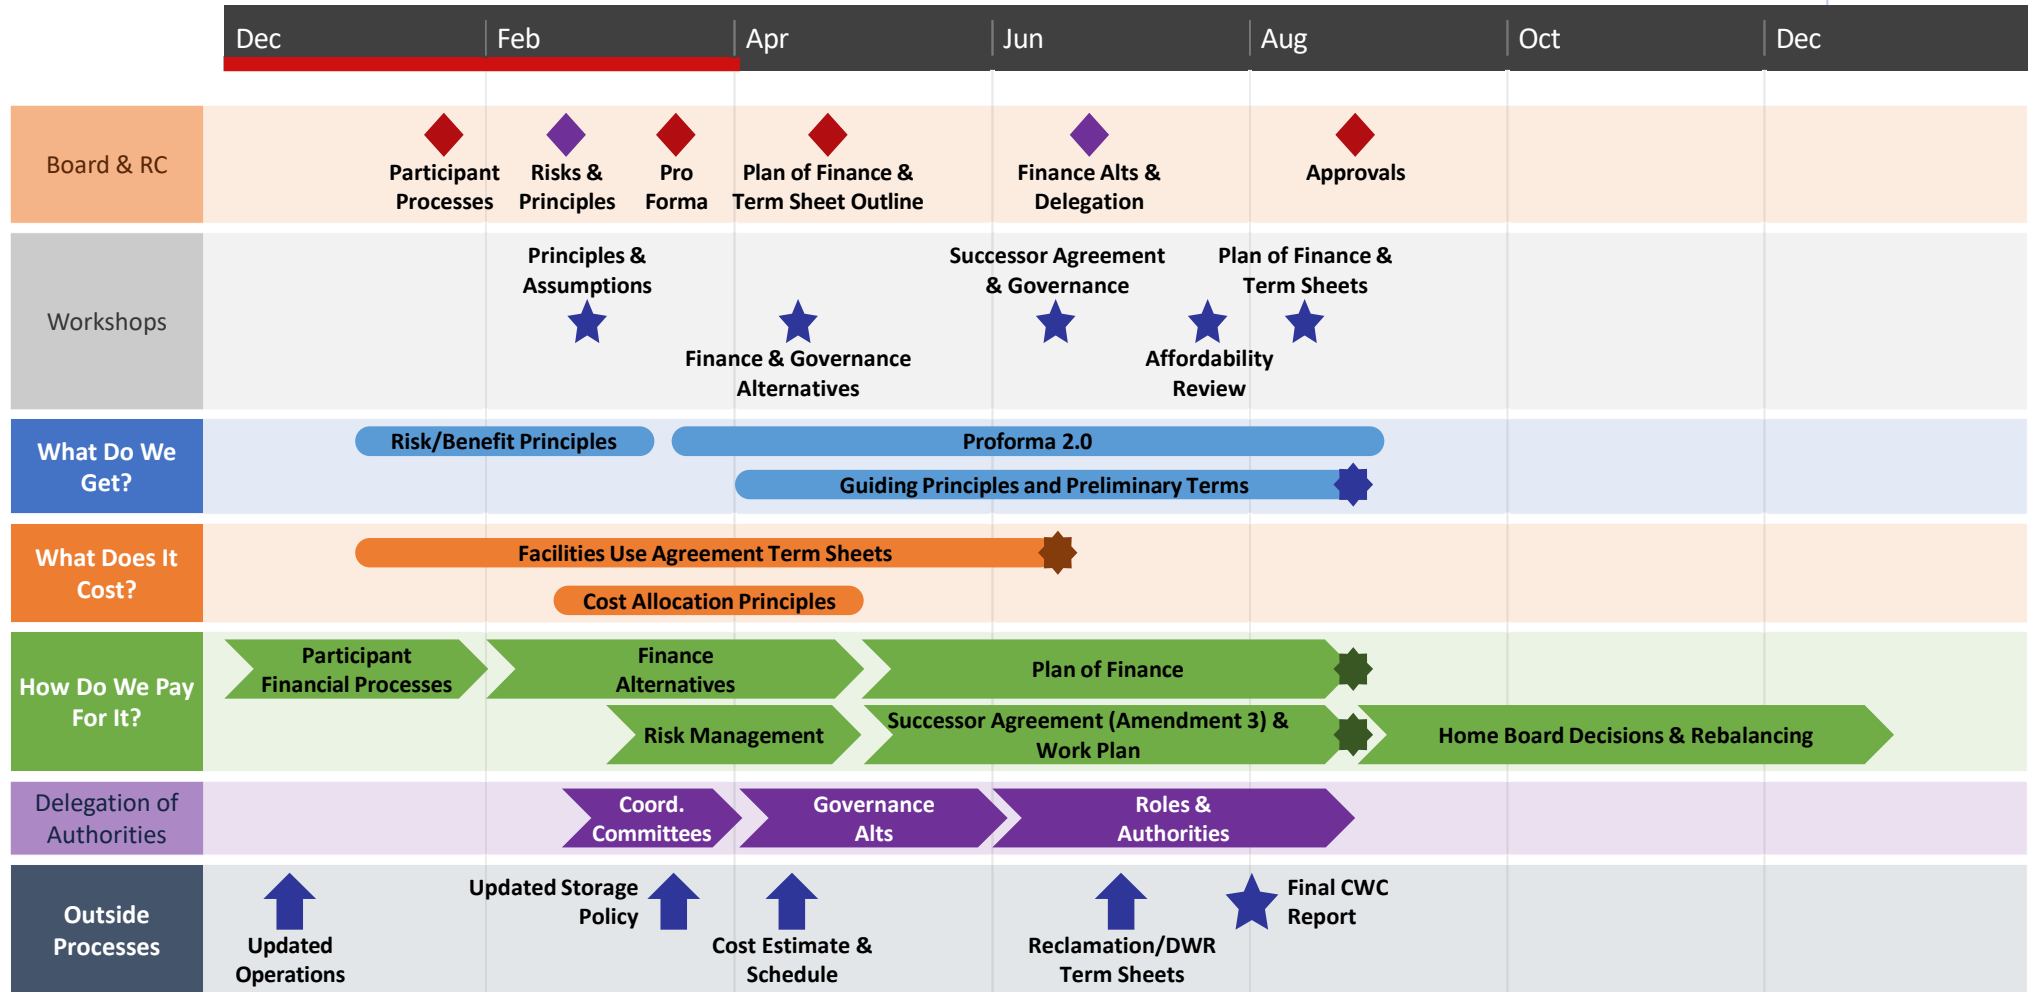 Dec Feb Apr Jun Aug Oct Dec
Board & RC
Participant
Processes
Risks &
Principles
Pro
Forma
Plan of Finance &
Term Sheet Outline
Finance Alts &
Delegation
Approvals
Workshops
Principles &
Assumptions
Finance & Governance
Alternatives
Successor Agreement
& Governance
Affordability
Review
Plan of Finance &
Term Sheets
What Do We
Get?
Risk/Benefit Principles
Proforma 2.0
Guiding Principles and Preliminary Terms
What Does It
Cost?
Facilities Use Agreement Term Sheets
Cost Allocation Principles
How Do We Pay
For It?
Participant
Financial Processes
Finance
Alternatives
Plan of Finance
Risk Management
Successor Agreement (Amendment 3) &
Work Plan
Home Board Decisions & Rebalancing
Delegation of
Authorities
Coord.
Committees
Governance
Alts
Roles &
Authorities
Outside
Processes
Updated
Operations
Updated Storage
Policy
Cost Estimate &
Schedule
Reclamation/DWR
Term Sheets
Final CWC
Report